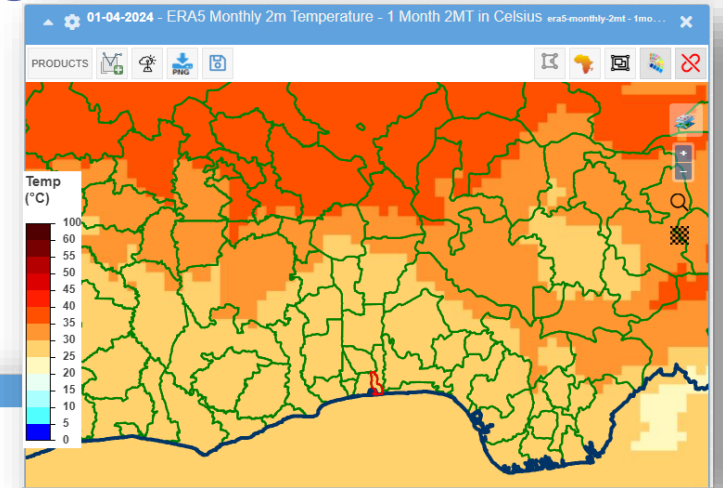 01-04-2024 - ERA5 Monthly 2m Temperature - 1 Month 2MT in Celsius era5-monthly-2mt - 1mo...
PRODUCTS
PNG
Temp
(°C)
100
60
55
50
45
40
35
30
25
20
15
10
5
0